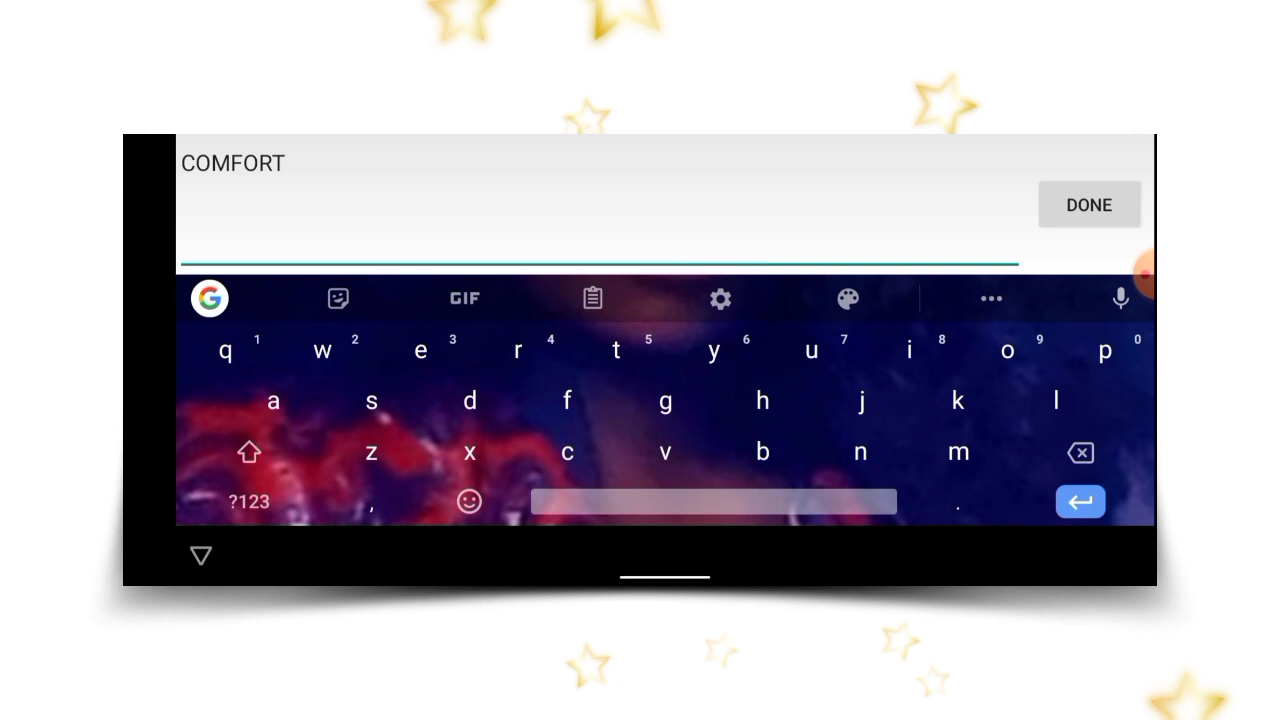 COMFORT
DONE
G GIF
q 1 w 2 e 3 r 4 t 5 y 6 u 7 i 8 o 9 p 0
a s d f g h j k l
z x c v b n m
?123 , .